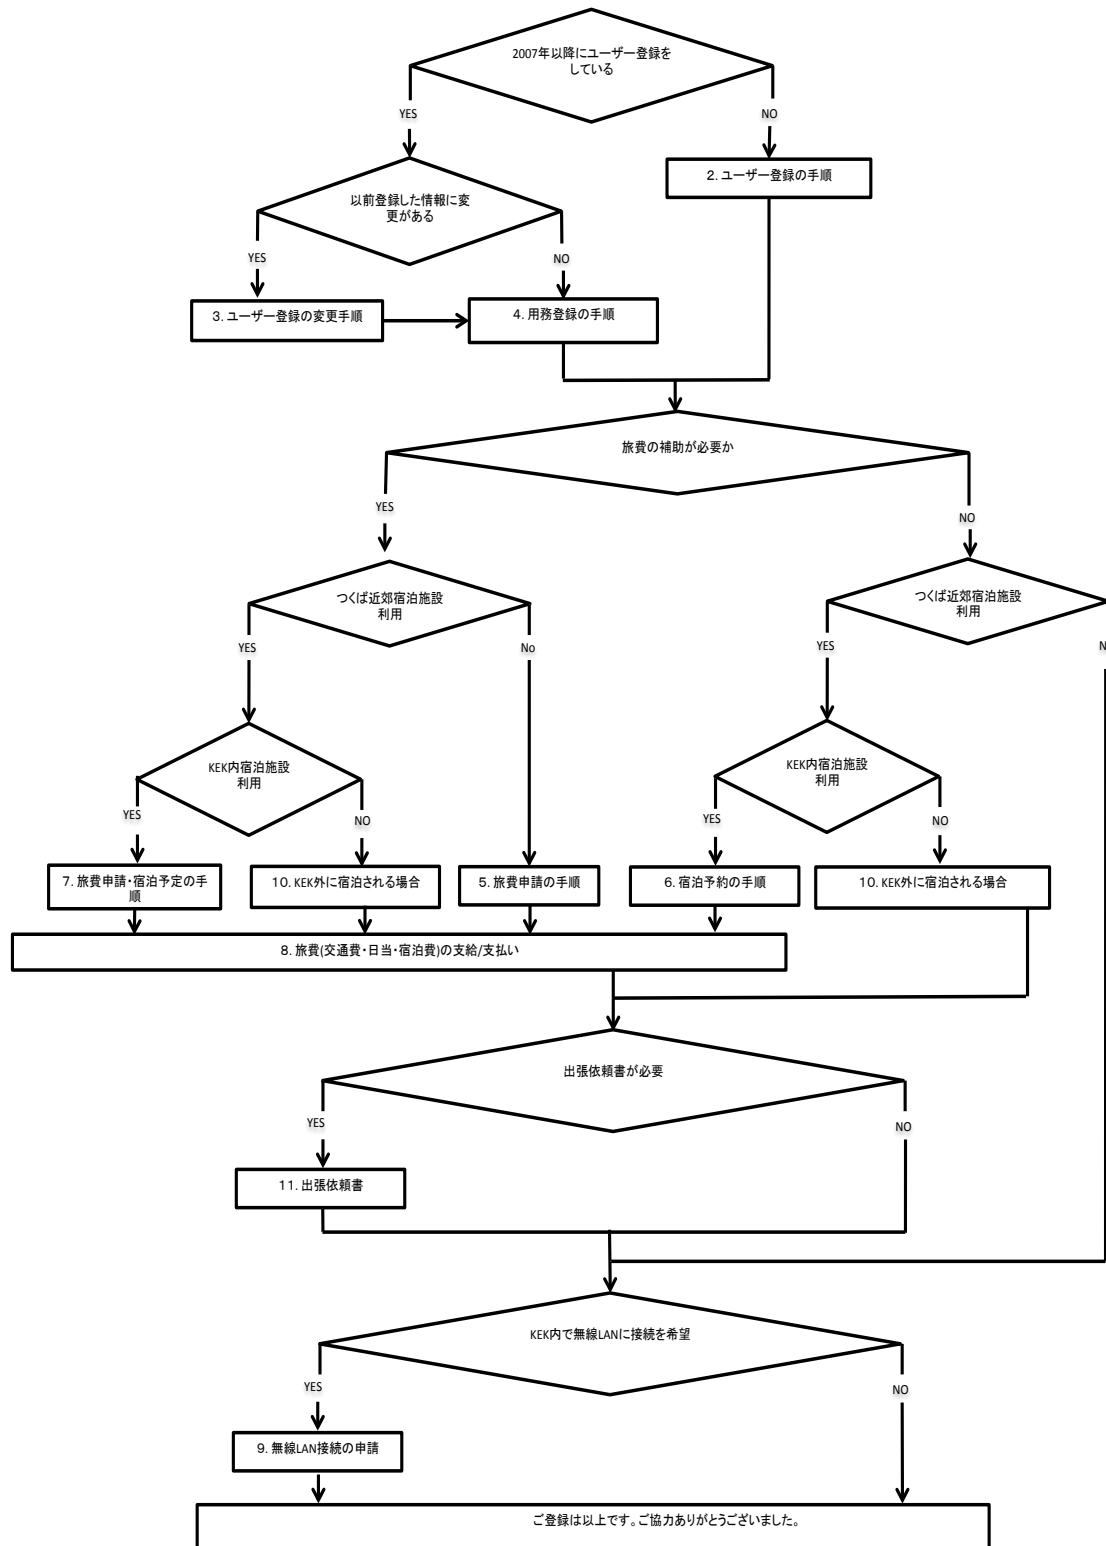 2007年以降にユーザー登録を
している
YES
NO
2. ユーザー登録の手順
以前登録した情報に変
更がある
YES
NO
3. ユーザー登録の変更手順
4. 用務登録の手順
旅費の補助が必要か
YES
NO
つくば近郊宿泊施設
利用
つくば近郊宿泊施設
利用
YES
No
YES
N
KEK内宿泊施設
利用
KEK内宿泊施設
利用
YES
NO
YES
NO
7. 旅費申請・宿泊予定の手
順
10. KEK外に宿泊される場合
5. 旅費申請の手順
6. 宿泊予約の手順
10. KEK外に宿泊される場合
8. 旅費(交通費・日当・宿泊費)の支給/支払い
出張依頼書が必要
YES
NO
11. 出張依頼書
KEK内で無線LANに接続を希望
YES
NO
9. 無線LAN接続の申請
ご登録は以上です。ご協力ありがとうございました。